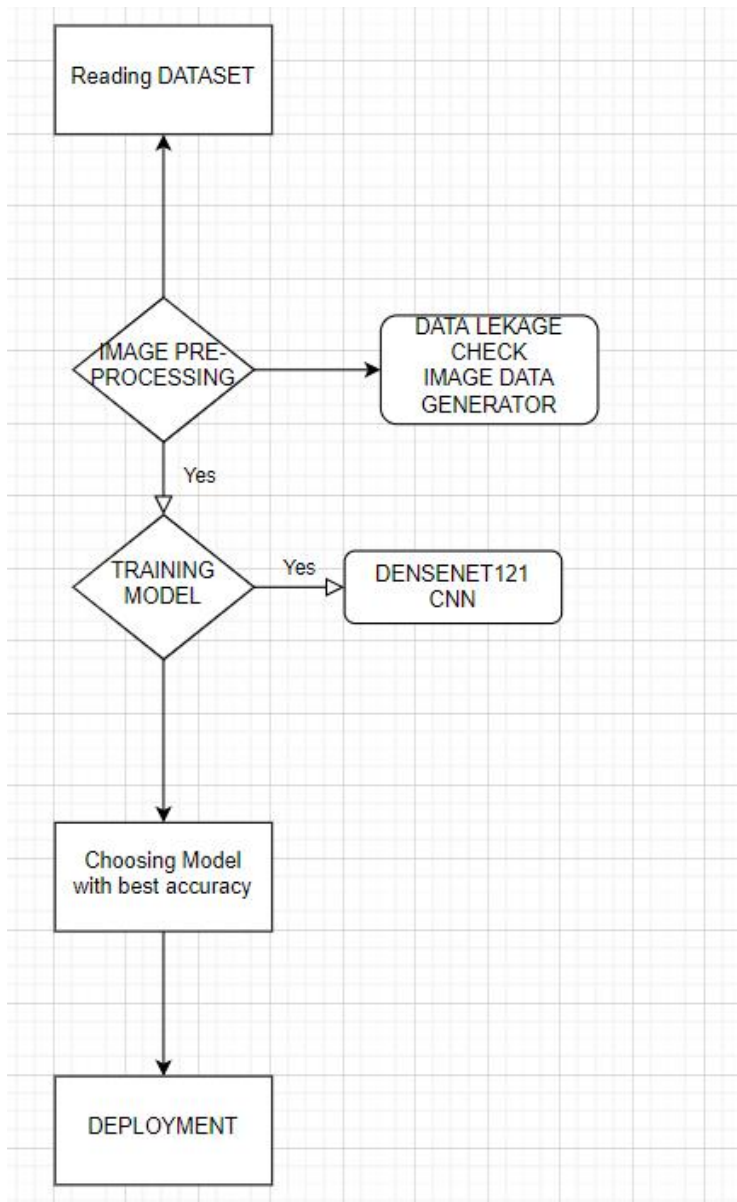 Reading DATASET
IMAGE PRE-
PROCESSING
DATA LEKAGE
CHECK
IMAGE DATA
GENERATOR
Yes
TRAINING
MODEL
Yes
DENSENET121
CNN
Choosing Model
with best accuracy
DEPLOYMENT